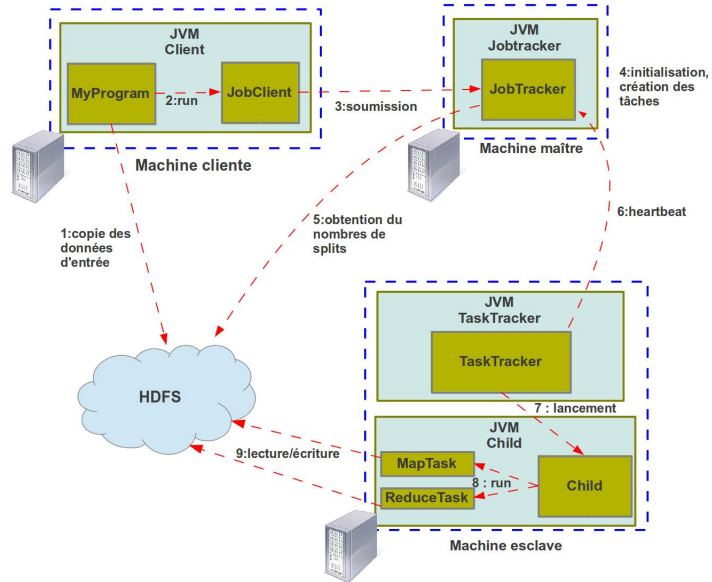 JVM
Client
MyProgram
2:run
JobClient
Machine cliente
3:soumission
JVM
Jobtracker
JobTracker
Machine maître
4:initialisation,
création des
tâches
1:copie des
données
d'entrée
5:obtention du
nombres de
splits
6:heartbeat
HDFS
JVM
TaskTracker
TaskTracker
7 : lancement
JVM
Child
MapTask
8 : run
ReduceTask
Child
9:lecture/écriture
Machine esclave